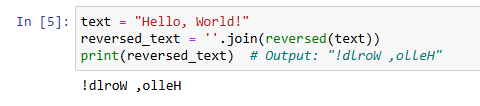 In [5]: text = "Hello, World!"
reversed_text = ''.join(reversed(text))
print(reversed_text)  # Output: "!dlroW ,olleH"
!dlroW ,olleH